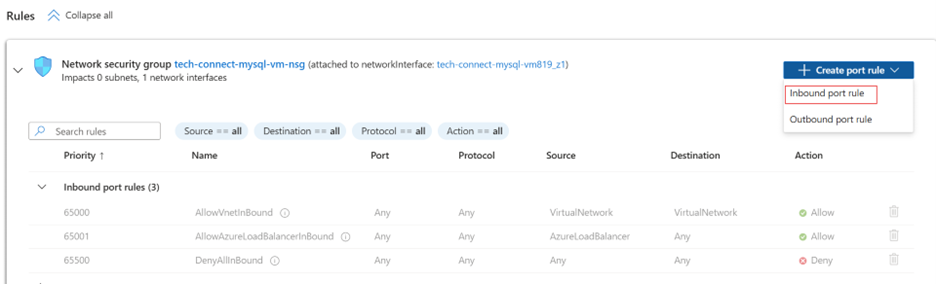 Rules Collapse all
Network security group tech-connect-mysql-vm-nsg (attached to networkInterface: tech-connect-mysql-vm819_z1)
Impacts 0 subnets, 1 network interfaces
+ Create port rule
Inbound port rule
Outbound port rule
Search rules Source == all Destination == all Protocol == all Action == all
Priority ↑ Name Port Protocol Source Destination Action
Inbound port rules (3)
65000 AllowVnetInBound Any Any VirtualNetwork VirtualNetwork Allow
65001 AllowAzureLoadBalancerInBound Any Any AzureLoadBalancer Any Allow
65500 DenyAllInBound Any Any Any Any Deny